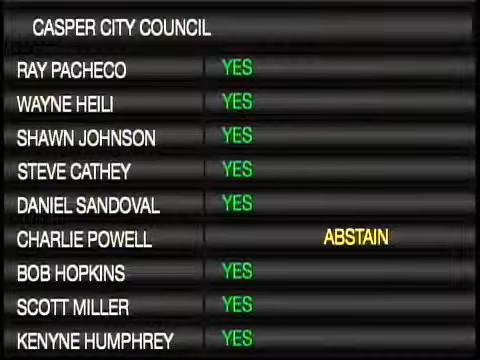 CASPER CITY COUNCIL
RAY PACHECO YES
WAYNE HEILI YES
SHAWN JOHNSON YES
STEVE CATHEY YES
DANIEL SANDOVAL YES
CHARLIE POWELL ABSTAIN
BOB HOPKINS YES
SCOTT MILLER YES
KENYNE HUMPHREY YES